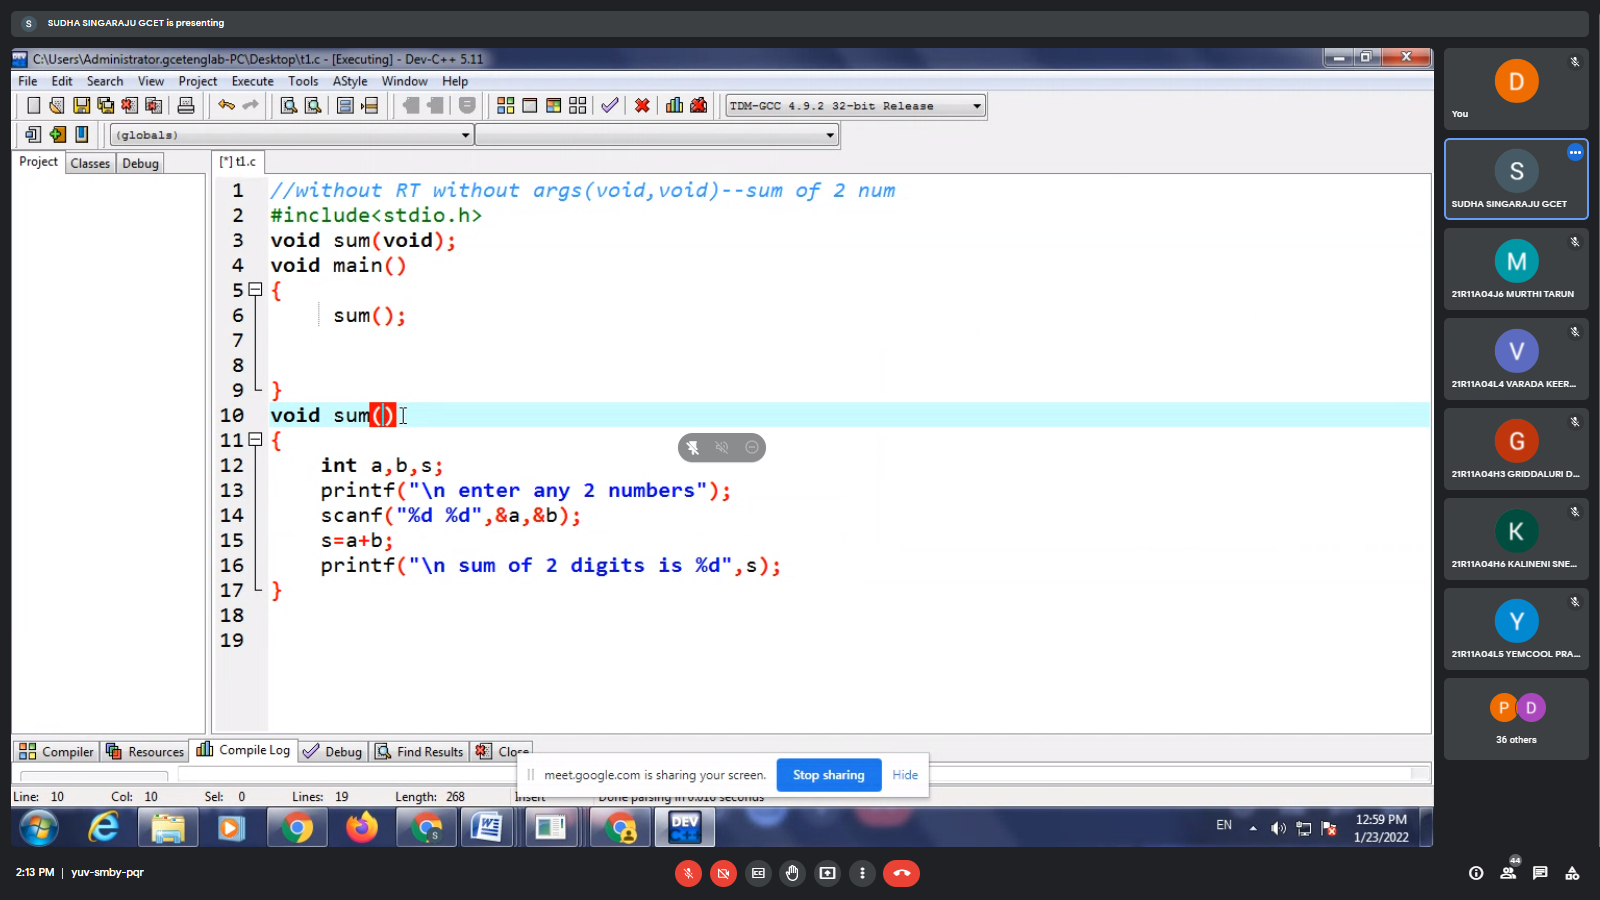 S SUDHA SINGARAJU GCET is presenting
C:\Users\Administrator.gcetenglab-PC\Desktop\t1.c - [Executing] - Dev-C++ 5.11
File Edit Search View Project Execute Tools AStyle Window Help
TDM-GCC 4.9.2 32-bit Release
(globals)
Project Classes Debug
[*] t1.c
1 //without RT without args(void,void)--sum of 2 num
2 #include<stdio.h>
3 void sum(void);
4 void main()
5 {
6 sum();
7
8
9 }
10 void sum()
11 {
12 int a,b,s;
13 printf("\n enter any 2 numbers");
14 scanf("%d %d",&a,&b);
15 s=a+b;
16 printf("\n sum of 2 digits is %d",s);
17 }
18
19
Compiler Resources Compile Log Debug Find Results Close
meet.google.com is sharing your screen. Stop sharing Hide
Line: 10 Col: 10 Sel: 0 Lines: 19 Length: 268 Insert Done parsing in 0.016 seconds
S
DEV
C++
EN
12:59 PM
1/23/2022
D
You
S
SUDHA SINGARAJU GCET
M
21R11A04J6 MURTHI TARUN
V
21R11A04L4 VARADA KEER...
G
21R11A04H3 GRIDDALURI D...
K
21R11A04H6 KALINENI SNE...
Y
21R11A04L5 YEMCOOL PRA...
P D
36 others
2:13 PM | yuv-smby-pqr
44